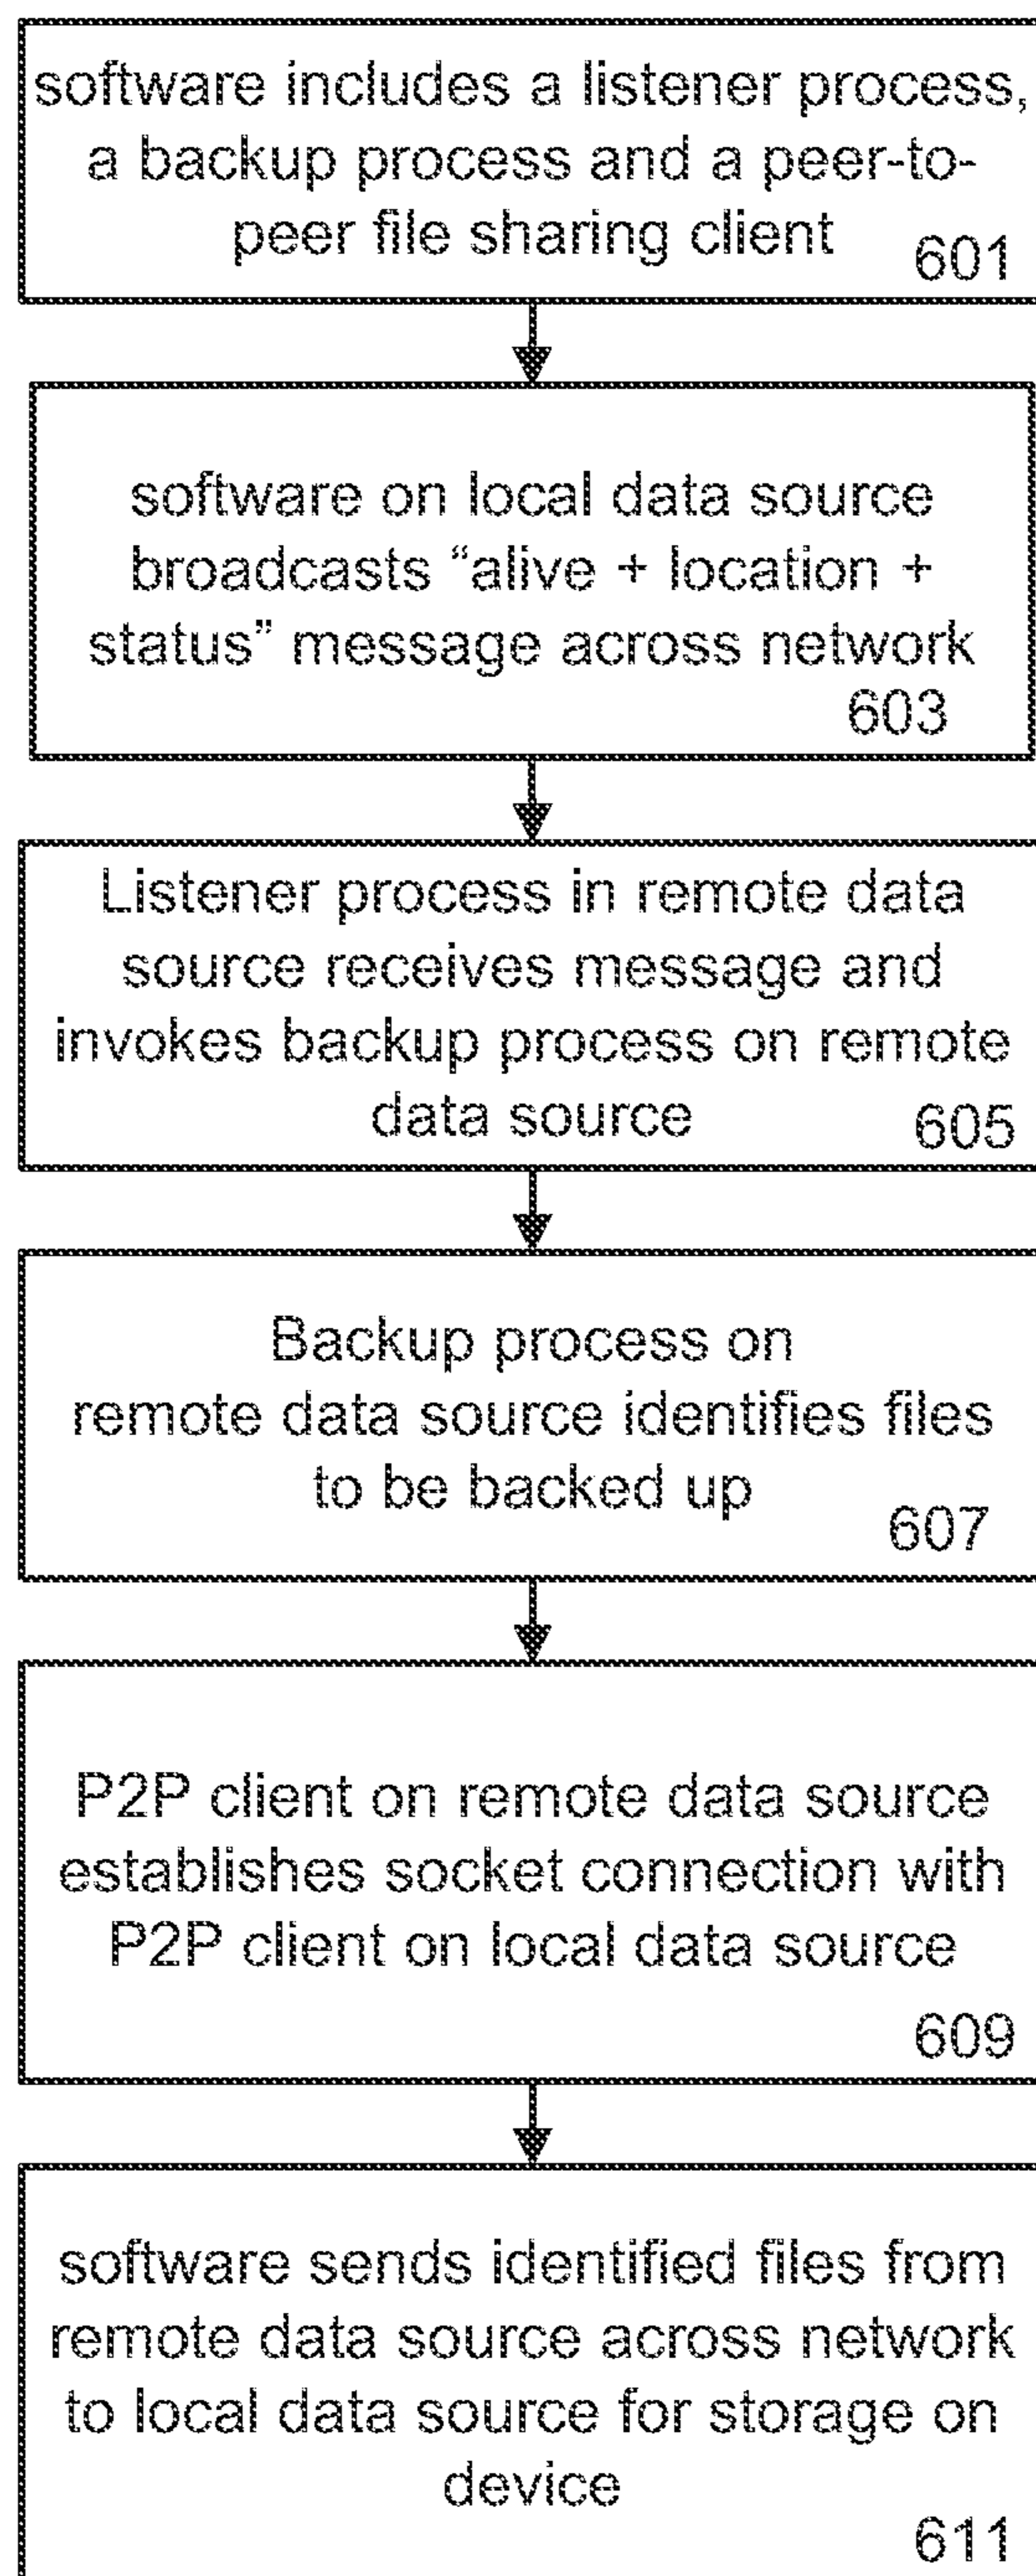 software includes a listener process,
a backup process and a peer-to-
peer file sharing client
601
software on local data source
broadcasts “alive + location +
status” message across network
603
Listener process in remote data
source receives message and
invokes backup process on remote
data source
605
Backup process on
remote data source identifies files
to be backed up
607
P2P client on remote data source
establishes socket connection with
P2P client on local data source
609
software sends identified files from
remote data source across network
to local data source for storage on
device
611